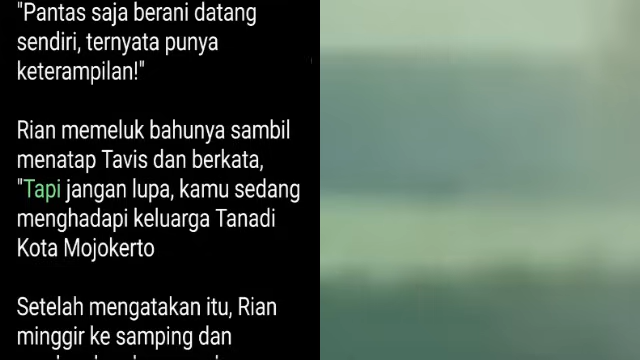 "Pantas saja berani datang
sendiri, ternyata punya
keterampilan!"
Rian memeluk bahunya sambil
menatap Tavis dan berkata,
"Tapi jangan lupa, kamu sedang
menghadapi keluarga Tanadi
Kota Mojokerto
Setelah mengatakan itu, Rian
minggir ke samping dan